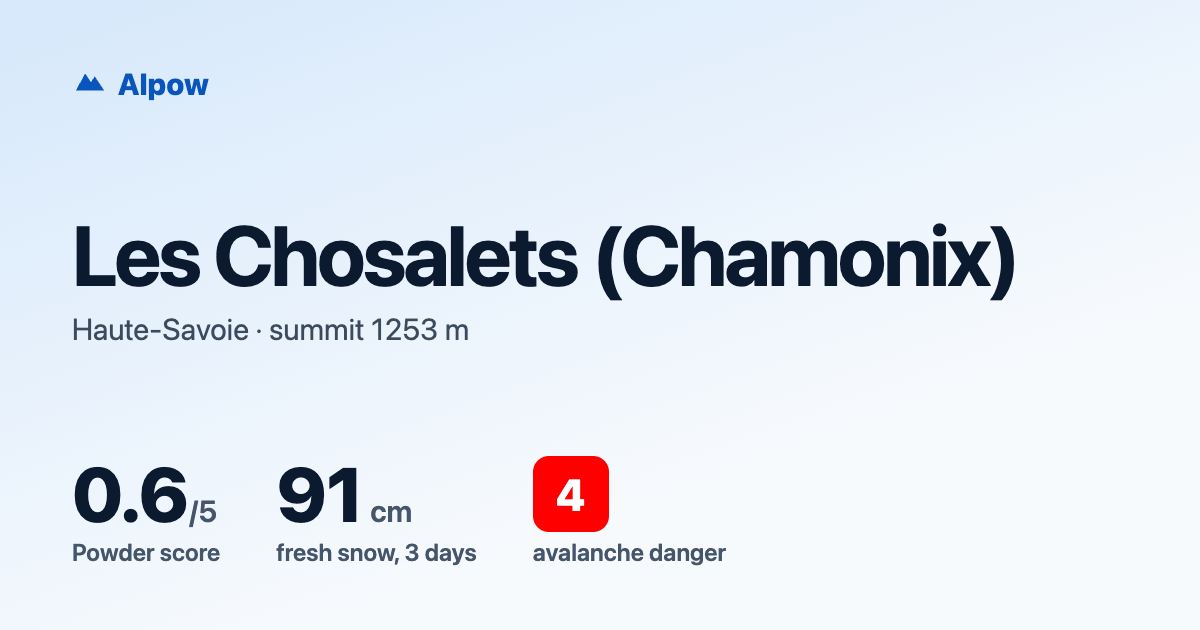 Alpow
Les Chosalets (Chamonix)
Haute-Savoie · summit 1253 m
0.6/5 91 cm 4
Powder score fresh snow, 3 days avalanche danger